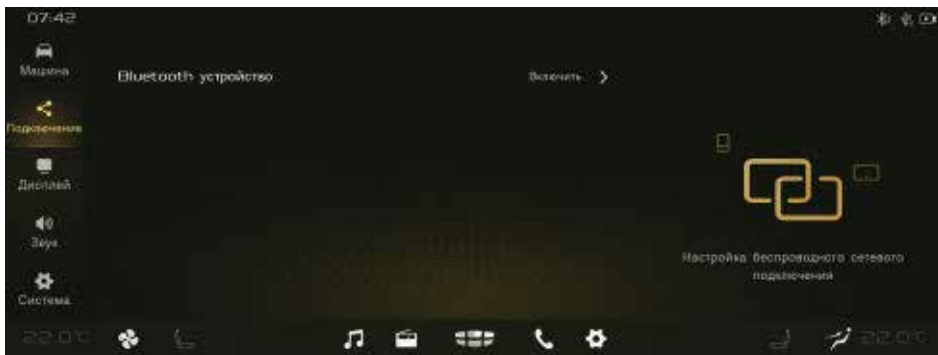 07:42
Машина
Bluetooth устройство
Включить
Подключение
Дисплей
Звук
Настройка беспроводного сетевого
подключения
Система
22.0°C
22.0°C